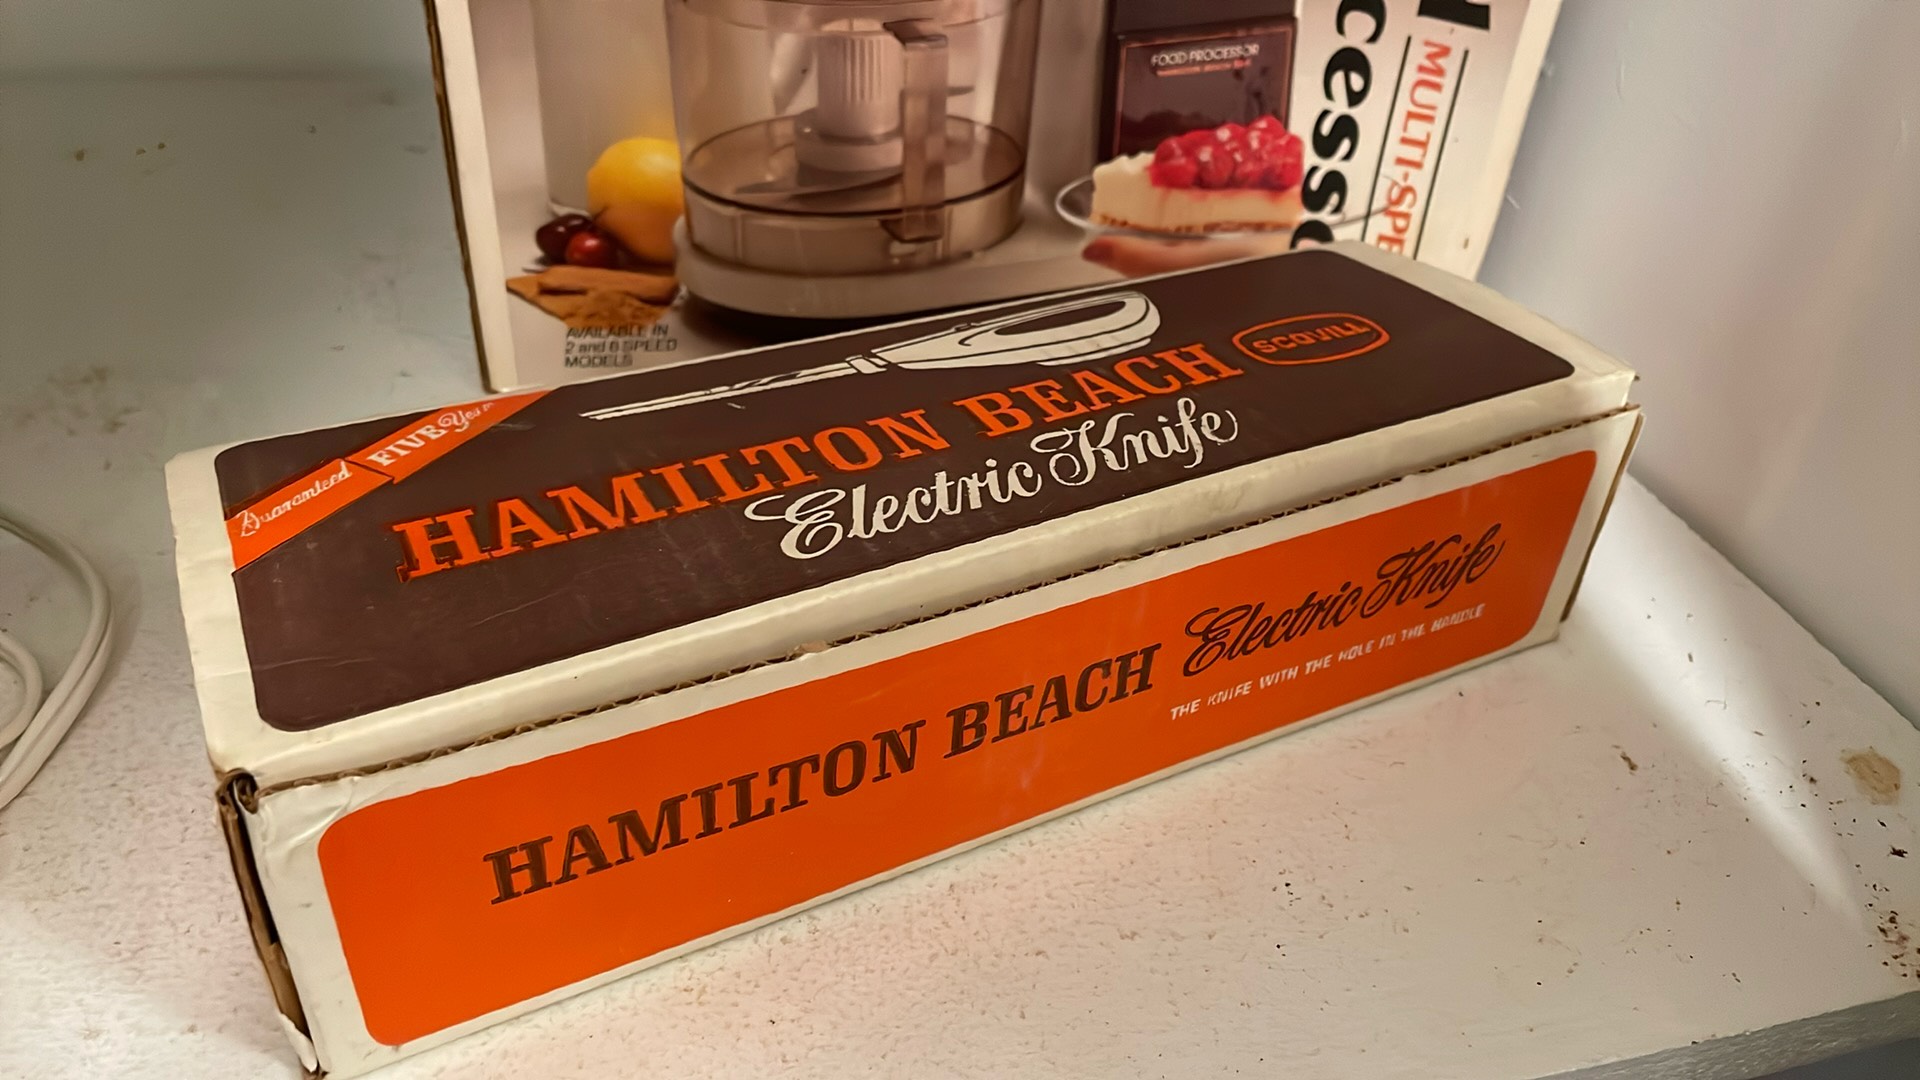 FOOD PROCESSOR
cesso
MULTI-SPE
AVAILABLE IN
2 and 6 SPEED
MODELS
Guaranteed FIVE Years
SCOVILL
HAMILTON BEACH
Electric Knife
HAMILTON BEACH Electric Knife
THE KNIFE WITH THE HOLE IN THE HANDLE